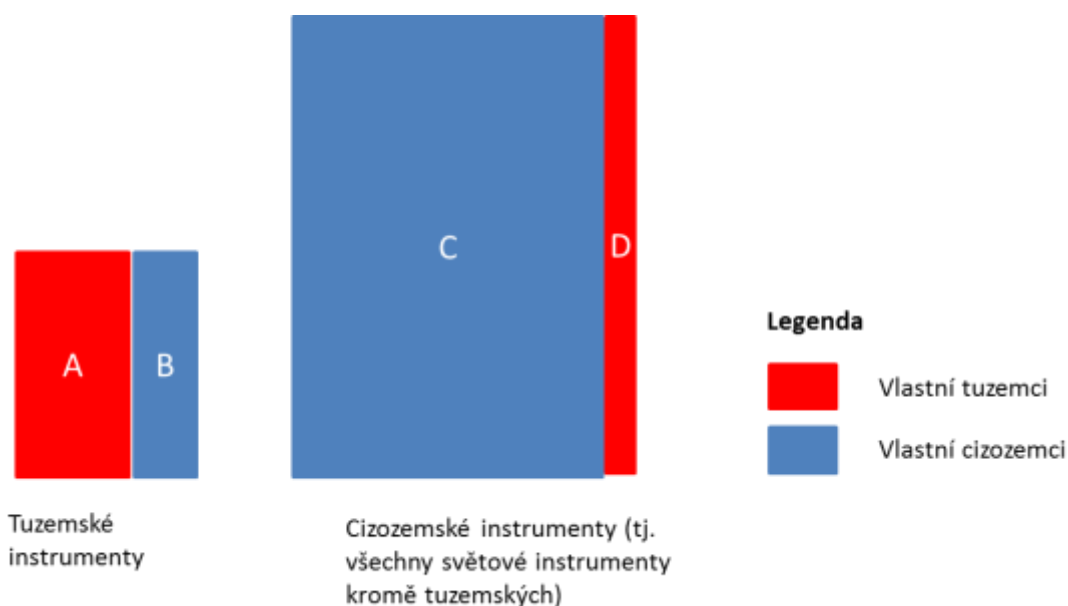 A
B
C
D
Legenda
Vlastní tuzemci
Vlastní cizozemci
Tuzemské
instrumenty
Cizozemské instrumenty (tj.
všechny světové instrumenty
kromě tuzemských)